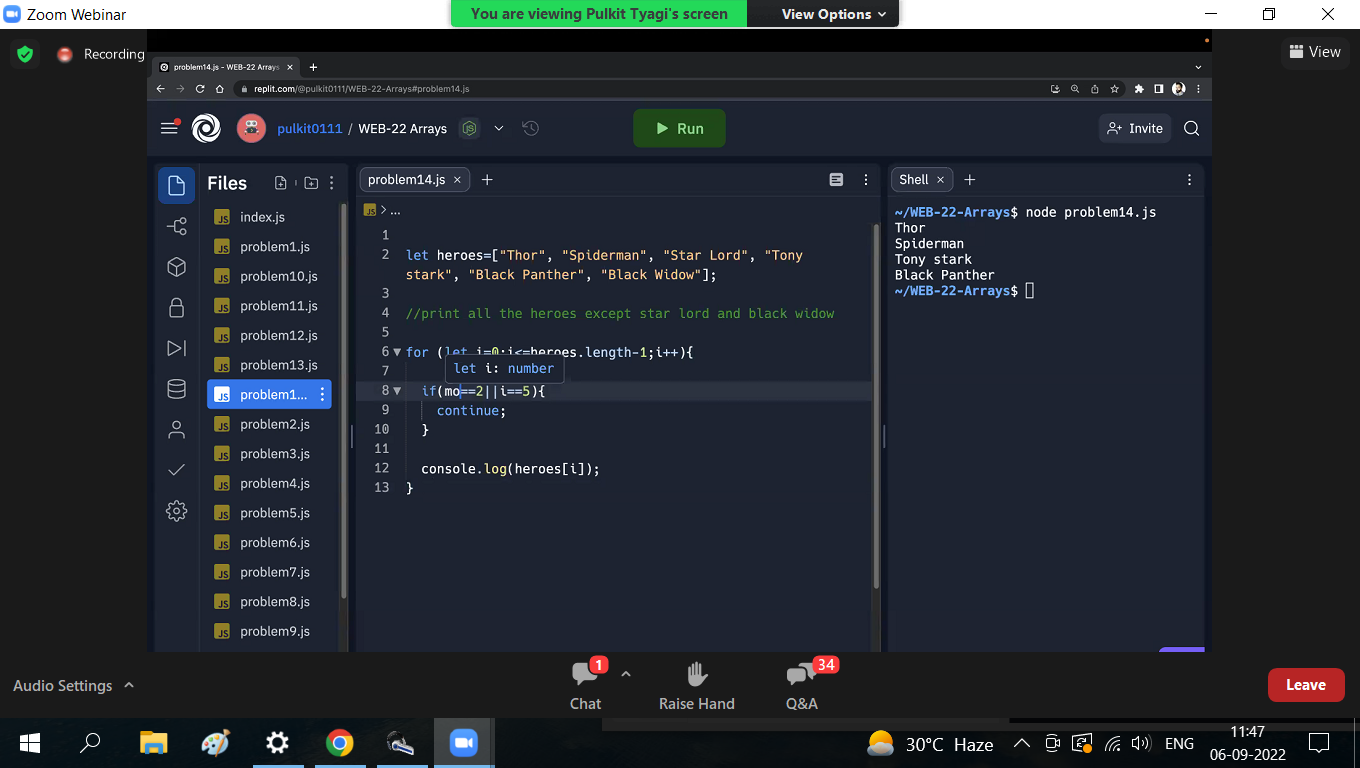 Zoom Webinar
You are viewing Pulkit Tyagi's screen
View Options
Recording
View
problem14.js - WEB-22 Arrays
replit.com/@pulkit0111/WEB-22-Arrays#problem14.js
pulkit0111 / WEB-22 Arrays
Run
Invite
Files
index.js
problem1.js
problem10.js
problem11.js
problem12.js
problem13.js
problem1...
problem2.js
problem3.js
problem4.js
problem5.js
problem6.js
problem7.js
problem8.js
problem9.js
problem14.js
JS > ...
1
2 let heroes=["Thor", "Spiderman", "Star Lord", "Tony
stark", "Black Panther", "Black Widow"];
3
4 //print all the heroes except star lord and black widow
5
6 for (let i=0;i<=heroes.length-1;i++){
7
let i: number
8 if(mo==2||i==5){
9 continue;
10 }
11
12 console.log(heroes[i]);
13 }
Shell
~/WEB-22-Arrays$ node problem14.js
Thor
Spiderman
Tony stark
Black Panther
~/WEB-22-Arrays$
Audio Settings
1
Chat
Raise Hand
34
Q&A
Leave
30°C Haze
ENG
11:47
06-09-2022